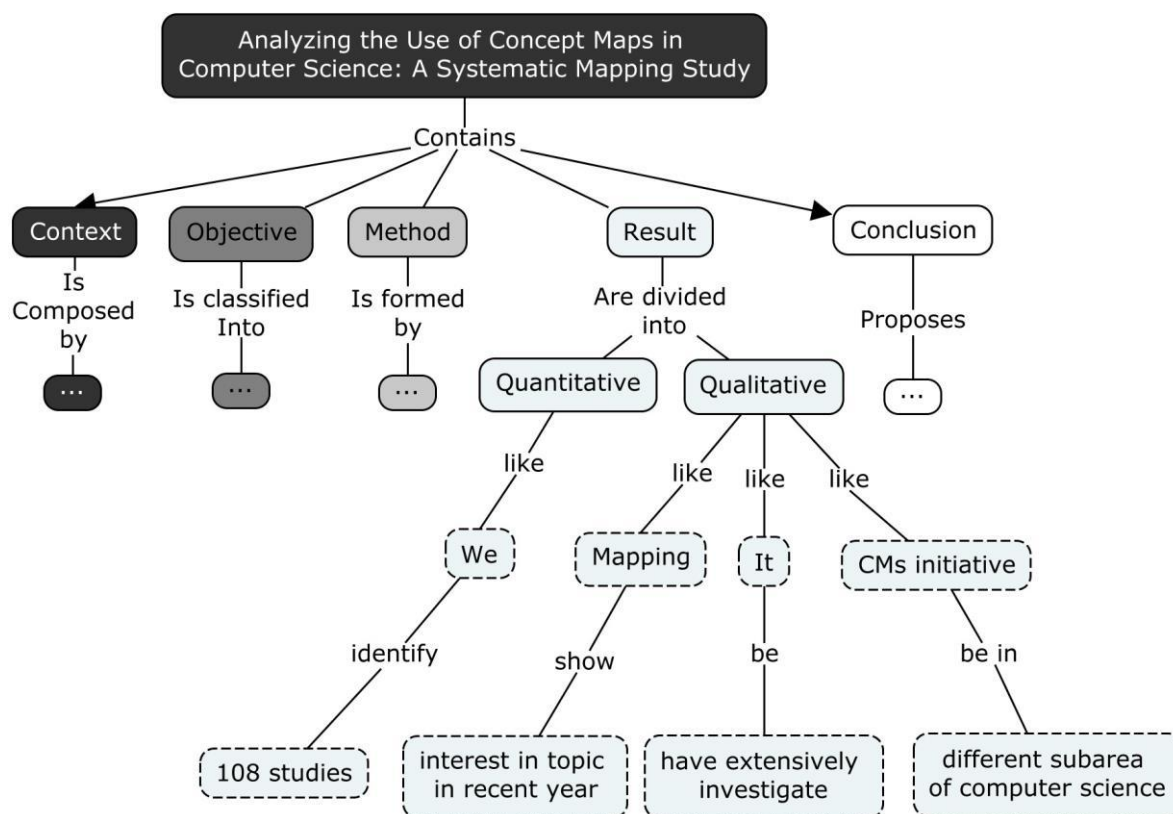 Analyzing the Use of Concept Maps in
Computer Science: A Systematic Mapping Study
Contains
Context
Objective
Method
Result
Conclusion
Is
Composed
by
Is classified
Into
Is formed
by
Are divided
into
Proposes
...
...
...
Quantitative
Qualitative
...
like
like
like
like
We
Mapping
It
CMs initiative
identify
show
be
be in
108 studies
interest in topic
in recent year
have extensively
investigate
different subarea
of computer science